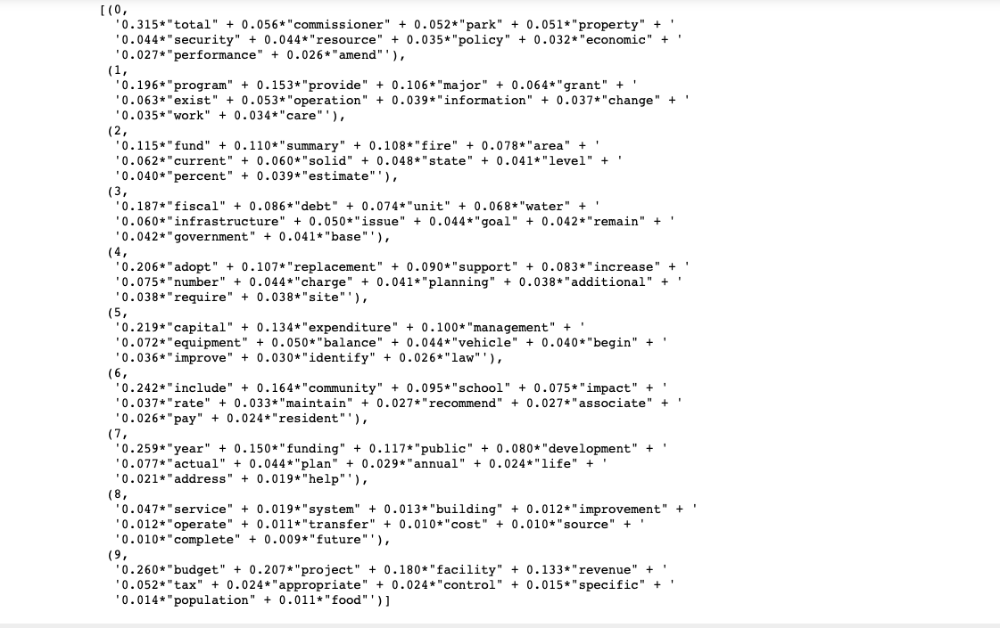 [(0,
'0.315*"total" + 0.056*"commissioner" + 0.052*"park" + 0.051*"property" + '
'0.044*"security" + 0.044*"resource" + 0.035*"policy" + 0.032*"economic" + '
'0.027*"performance" + 0.026*"amend"'),
(1,
'0.196*"program" + 0.153*"provide" + 0.106*"major" + 0.064*"grant" + '
'0.063*"exist" + 0.053*"operation" + 0.039*"information" + 0.037*"change" + '
'0.035*"work" + 0.034*"care"'),
(2,
'0.115*"fund" + 0.110*"summary" + 0.108*"fire" + 0.078*"area" + '
'0.062*"current" + 0.060*"solid" + 0.048*"state" + 0.041*"level" + '
'0.040*"percent" + 0.039*"estimate"'),
(3,
'0.187*"fiscal" + 0.086*"debt" + 0.074*"unit" + 0.068*"water" + '
'0.060*"infrastructure" + 0.050*"issue" + 0.044*"goal" + 0.042*"remain" + '
'0.042*"government" + 0.041*"base"'),
(4,
'0.206*"adopt" + 0.107*"replacement" + 0.090*"support" + 0.083*"increase" + '
'0.075*"number" + 0.044*"charge" + 0.041*"planning" + 0.038*"additional" + '
'0.038*"require" + 0.038*"site"'),
(5,
'0.219*"capital" + 0.134*"expenditure" + 0.100*"management" + '
'0.072*"equipment" + 0.050*"balance" + 0.044*"vehicle" + 0.040*"begin" + '
'0.036*"improve" + 0.030*"identify" + 0.026*"law"'),
(6,
'0.242*"include" + 0.164*"community" + 0.095*"school" + 0.075*"impact" + '
'0.037*"rate" + 0.033*"maintain" + 0.027*"recommend" + 0.027*"associate" + '
'0.026*"pay" + 0.024*"resident"'),
(7,
'0.259*"year" + 0.150*"funding" + 0.117*"public" + 0.080*"development" + '
'0.077*"actual" + 0.044*"plan" + 0.029*"annual" + 0.024*"life" + '
'0.021*"address" + 0.019*"help"'),
(8,
'0.047*"service" + 0.019*"system" + 0.013*"building" + 0.012*"improvement" + '
'0.012*"operate" + 0.011*"transfer" + 0.010*"cost" + 0.010*"source" + '
'0.010*"complete" + 0.009*"future"'),
(9,
'0.260*"budget" + 0.207*"project" + 0.180*"facility" + 0.133*"revenue" + '
'0.052*"tax" + 0.024*"appropriate" + 0.024*"control" + 0.015*"specific" + '
'0.014*"population" + 0.011*"food"')]